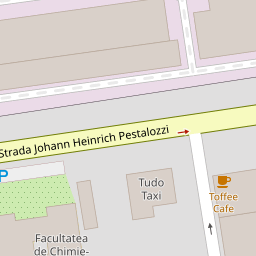 Strada Johann Heinrich Pestalozzi
P
Tudo
Taxi
Toffee
Cafe
Facultatea
de Chimie-